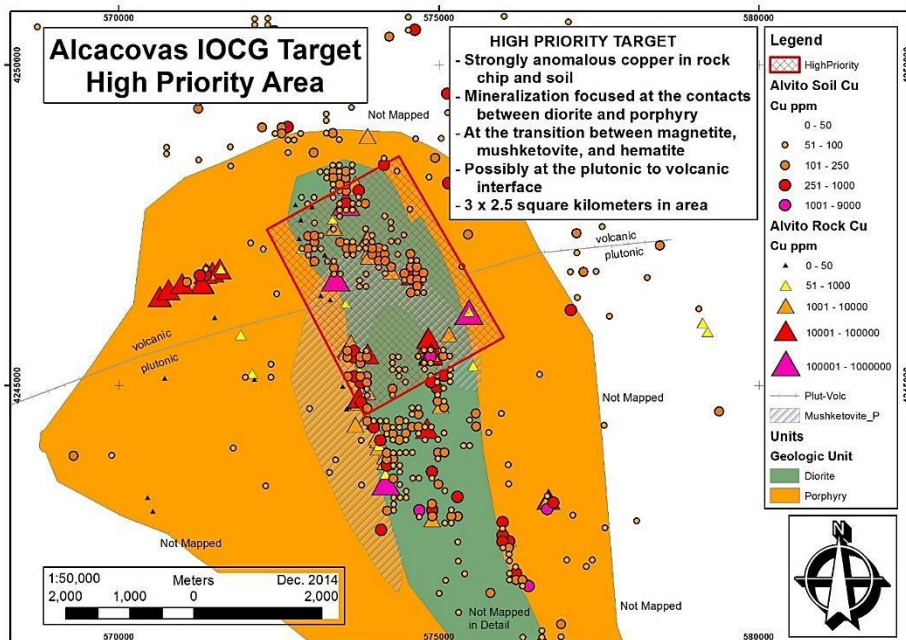 570000
575000
580000
4250000
Alcacovas IOCG Target
High Priority Area
HIGH PRIORITY TARGET
- Strongly anomalous copper in rock
chip and soil
- Mineralization focused at the contacts
between diorite and porphyry
- At the transition between magnetite,
mushketovite, and hematite
- Possibly at the plutonic to volcanic
interface
- 3 x 2.5 square kilometers in area
Legend
HighPriority
Alvito Soil Cu
Cu ppm
0 - 50
51 - 100
101 - 250
251 - 1000
1001 - 9000
Alvito Rock Cu
Cu ppm
0 - 50
51 - 1000
1001 - 10000
10001 - 100000
100001 - 1000000
Plut-Volc
Mushketovite_P
Units
Geologic Unit
Diorite
Porphyry
Not Mapped
volcanic
plutonic
volcanic
plutonic
4245000
Not Mapped
Not Mapped
Not Mapped
Not Mapped
in Detail
1:50,000
Meters
Dec. 2014
2,000
1,000
0
2,000
N
570000
575000
580000